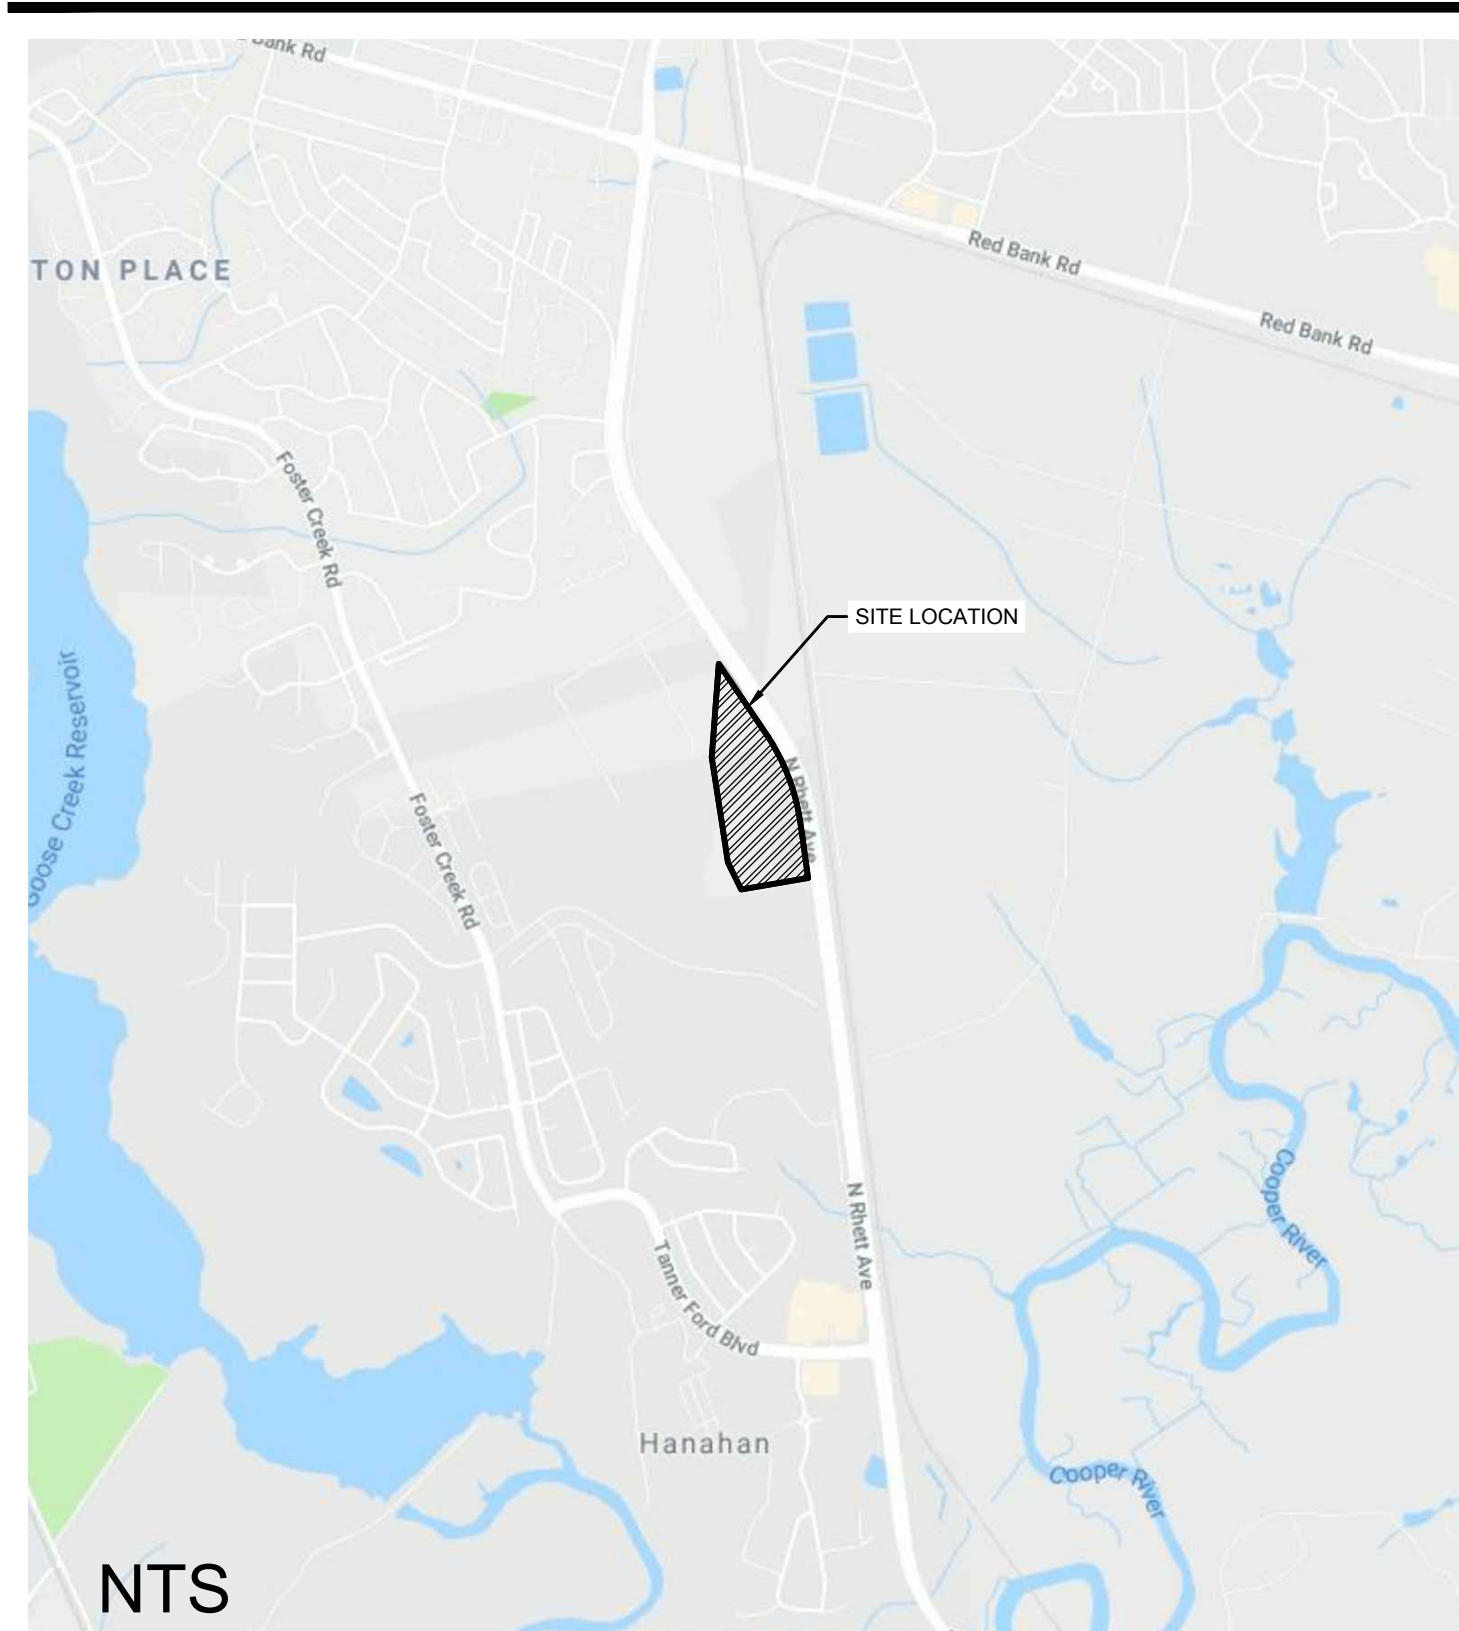 Bank Rd
Red Bank Rd
TON PLACE
Red Bank Rd
Foster Creek Rd
SITE LOCATION
Goose Creek Reservoir
N Rhett Ave
Foster Creek Rd
Cooper River
N Rhett Ave
Tanner Ford Blvd
Hanahan
Cooper River
NTS